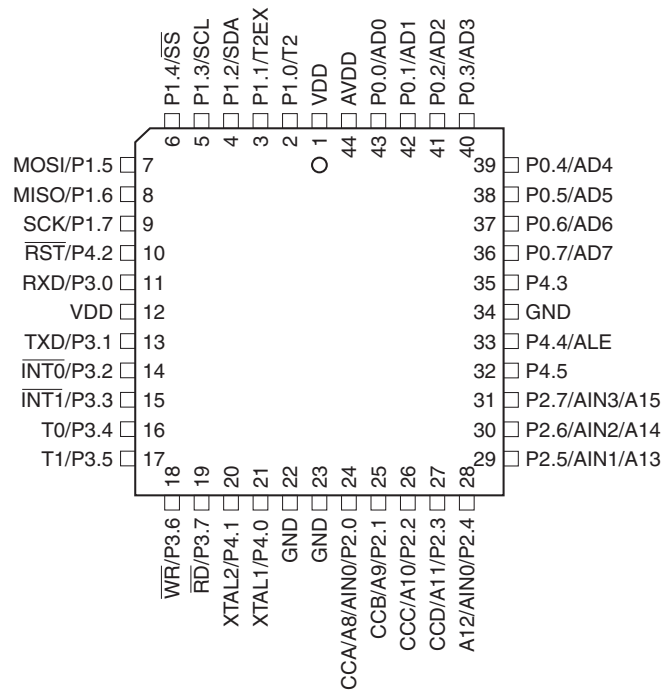 P1.4/S̅S̅
P1.3/SCL
P1.2/SDA
P1.1/T2EX
P1.0/T2
VDD
AVDD
P0.0/AD0
P0.1/AD1
P0.2/AD2
P0.3/AD3
6
5
4
3
2
1
44
43
42
41
40
MOSI/P1.5 7
MISO/P1.6 8
SCK/P1.7 9
R̅S̅T̅/P4.2 10
RXD/P3.0 11
VDD 12
TXD/P3.1 13
I̅N̅T̅0̅/P3.2 14
I̅N̅T̅1̅/P3.3 15
T0/P3.4 16
T1/P3.5 17
39 P0.4/AD4
38 P0.5/AD5
37 P0.6/AD6
36 P0.7/AD7
35 P4.3
34 GND
33 P4.4/ALE
32 P4.5
31 P2.7/AIN3/A15
30 P2.6/AIN2/A14
29 P2.5/AIN1/A13
18
19
20
21
22
23
24
25
26
27
28
W̅R̅/P3.6
R̅D̅/P3.7
XTAL2/P4.1
XTAL1/P4.0
GND
GND
CCA/A8/AIN0/P2.0
CCB/A9/P2.1
CCC/A10/P2.2
CCD/A11/P2.3
A12/AIN0/P2.4